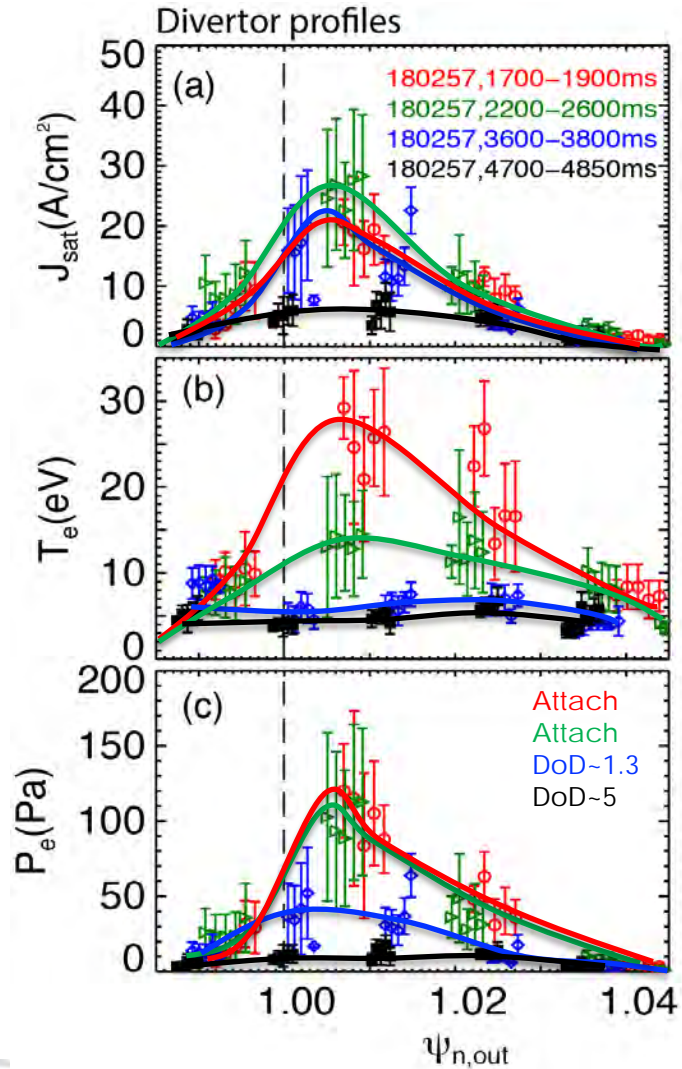 Divertor profiles
50
40
30
20
10
0
J_sat(A/cm²)
(a)
180257,1700−1900ms
180257,2200−2600ms
180257,3600−3800ms
180257,4700−4850ms
30
20
10
0
T_e(eV)
(b)
200
150
100
50
0
P_e(Pa)
(c)
Attach
Attach
DoD~1.3
DoD~5
1.00
1.02
1.04
ψ_n,out